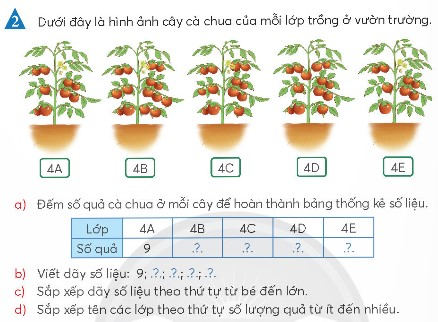 2 Dưới đây là hình ảnh cây cà chua của mỗi lớp trồng ở vườn trường.
4A 4B 4C 4D 4E
a) Đếm số quả cà chua ở mỗi cây để hoàn thành bảng thống kê số liệu.
Lớp 4A 4B 4C 4D 4E
Số quả 9 .?. .?. .?. .?.
b) Viết dãy số liệu: 9; .?.; .?.; .?.; .?.
c) Sắp xếp dãy số liệu theo thứ tự từ bé đến lớn.
d) Sắp xếp tên các lớp theo thứ tự số lượng quả từ ít đến nhiều.